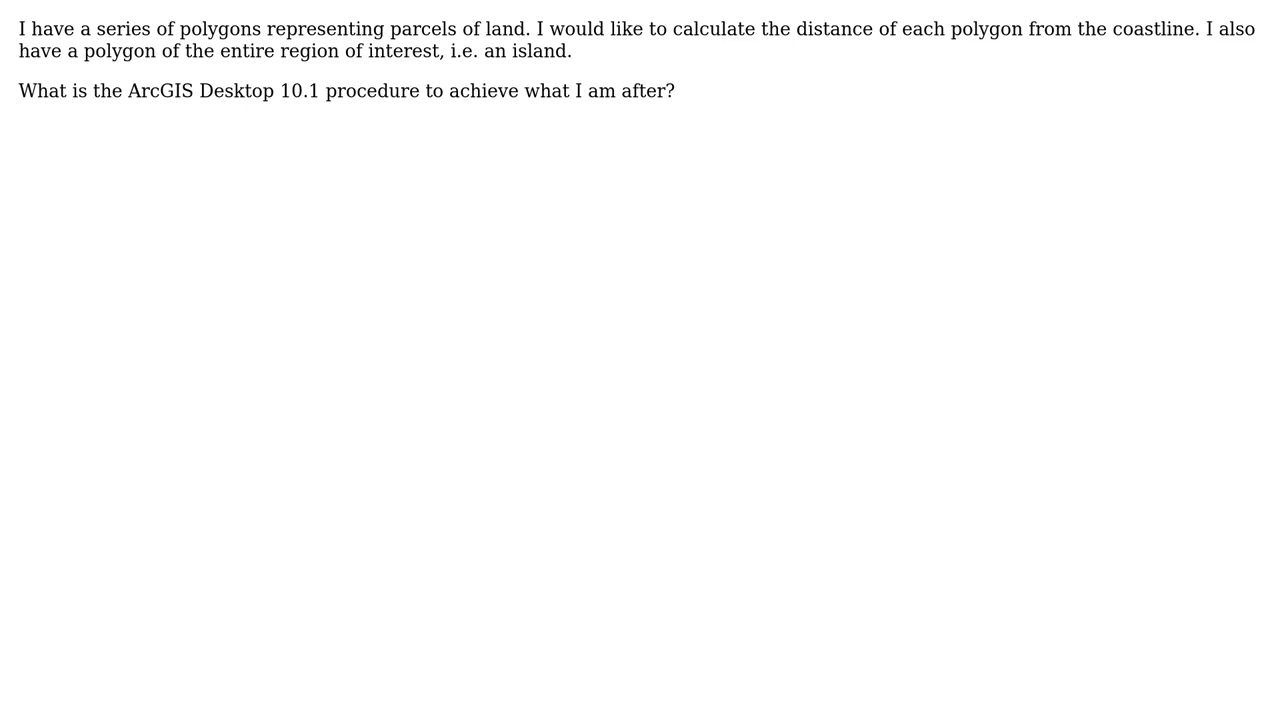 I have a series of polygons representing parcels of land. I would like to calculate the distance of each polygon from the coastline. I also
have a polygon of the entire region of interest, i.e. an island.
What is the ArcGIS Desktop 10.1 procedure to achieve what I am after?